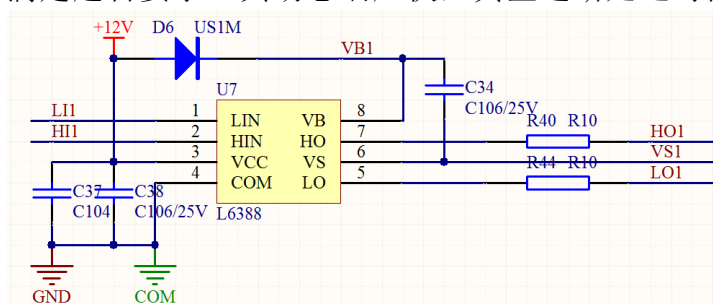 +12V
D6 US1M
VB1
U7
C34
C106/25V
LI1 1 LIN VB 8
R40 R10
HI1 2 HIN HO 7 HO1
3 VCC VS 6 VS1
R44 R10
4 COM LO 5 LO1
C37 C38
C104 C106/25V
L6388
GND COM